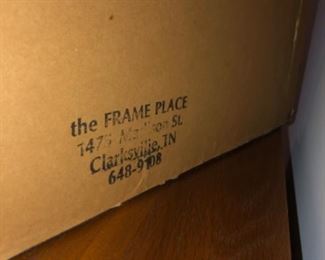 the FRAME PLACE
Madison St.
Clarksville, TN
648-9108